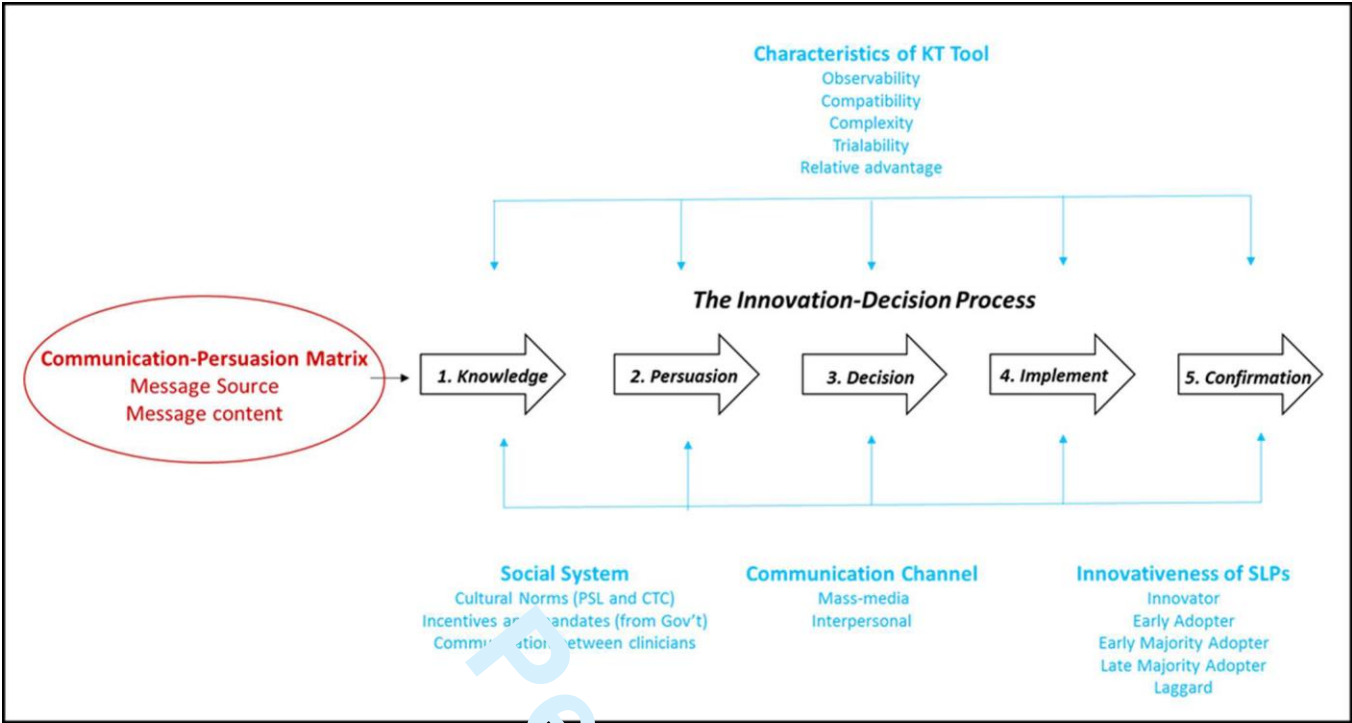 Characteristics of KT Tool
Observability
Compatibility
Complexity
Trialability
Relative advantage
The Innovation-Decision Process
Communication-Persuasion Matrix
Message Source
Message content
1. Knowledge
2. Persuasion
3. Decision
4. Implement
5. Confirmation
Social System
Cultural Norms (PSL and CTC)
Incentives and mandates (from Gov't)
Communication between clinicians
Communication Channel
Mass-media
Interpersonal
Innovativeness of SLPs
Innovator
Early Adopter
Early Majority Adopter
Late Majority Adopter
Laggard
Pe